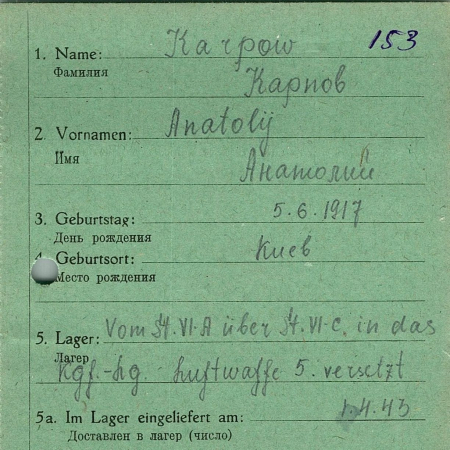 153
1. Name: Karpow
Фамилия
Карпов
2. Vornamen: Anatolij
Имя
Анатолий
3. Geburtstag: 5.6.1917
День рождения
4. Geburtsort: Киев
Место рождения
5. Lager: Vom St. VI-A über St. VI-C. in das
Лагер
Kgf.-Lg. Luftwaffe 5. versetzt
5a. Im Lager eingeliefert am: 1.4.43
Доставлен в лагер (число)